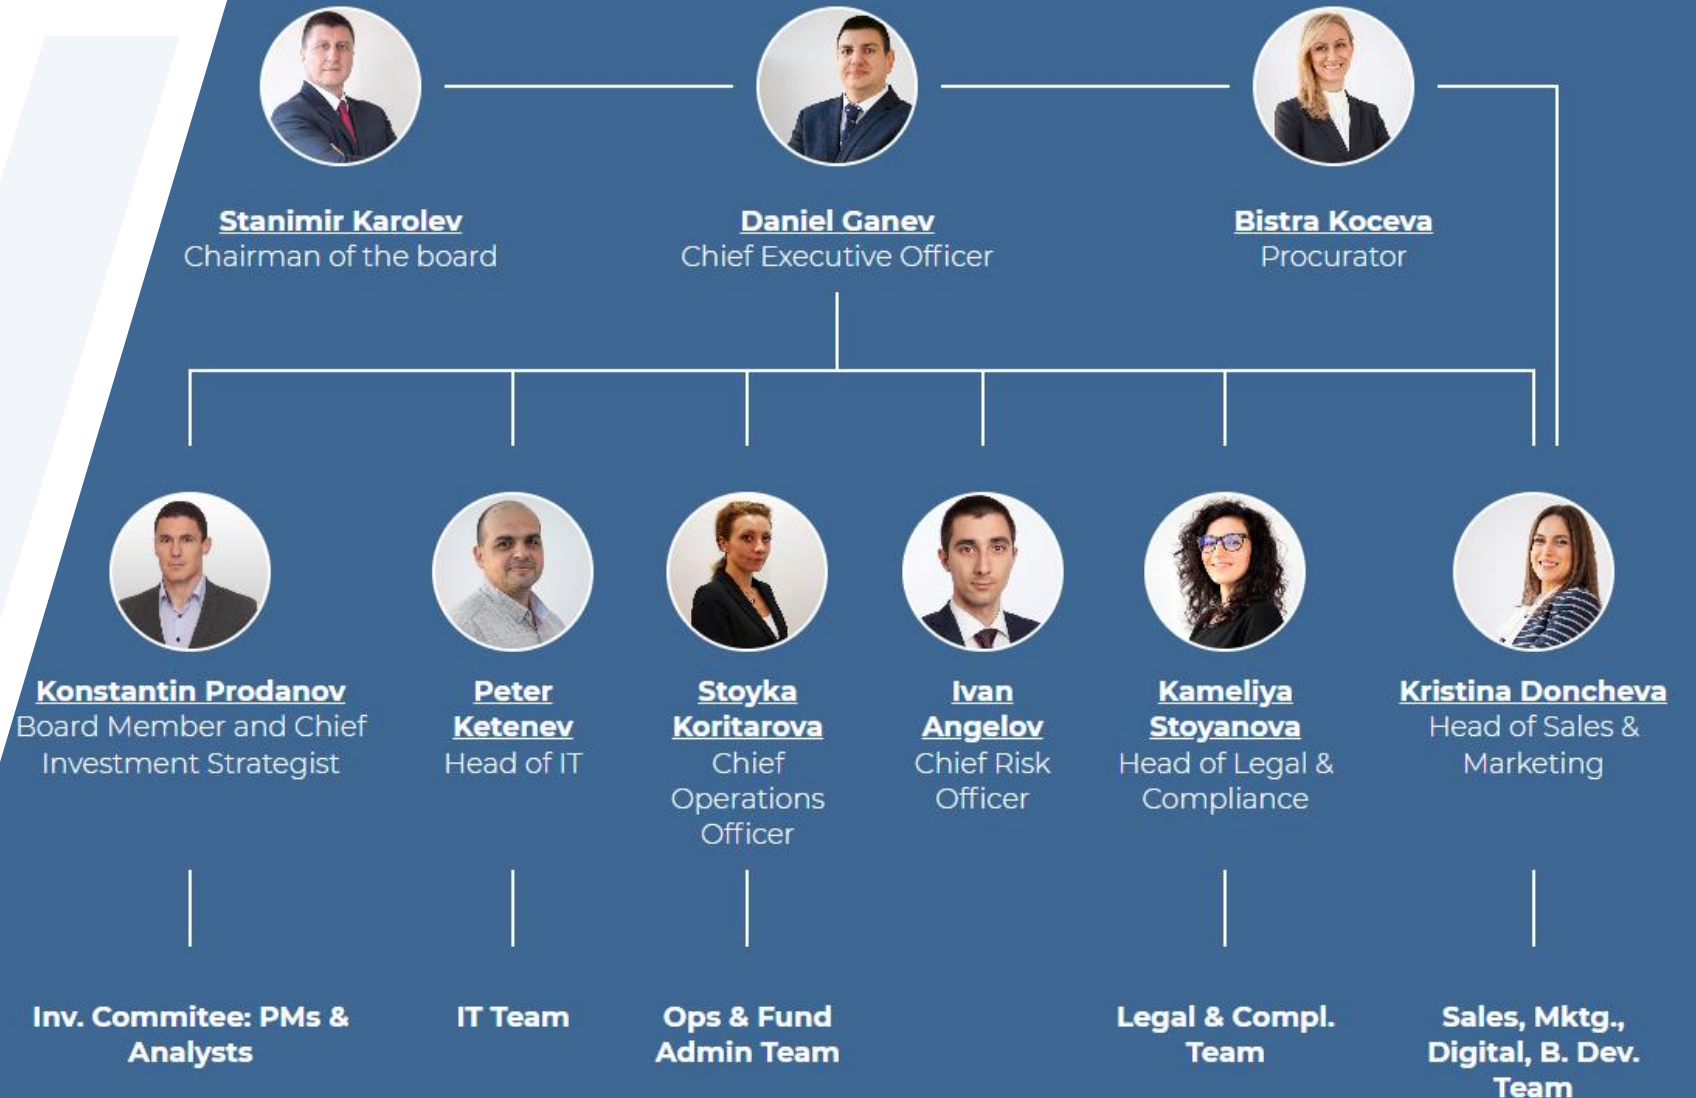 Stanimir Karolev
Chairman of the board
Daniel Ganev
Chief Executive Officer
Bistra Koceva
Procurator
Konstantin Prodanov
Board Member and Chief
Investment Strategist
Peter
Ketenev
Head of IT
Stoyka
Koritarova
Chief
Operations
Officer
Ivan
Angelov
Chief Risk
Officer
Kameliya
Stoyanova
Head of Legal &
Compliance
Kristina Doncheva
Head of Sales &
Marketing
Inv. Commitee: PMs &
Analysts
IT Team
Ops & Fund
Admin Team
Legal & Compl.
Team
Sales, Mktg.,
Digital, B. Dev.
Team